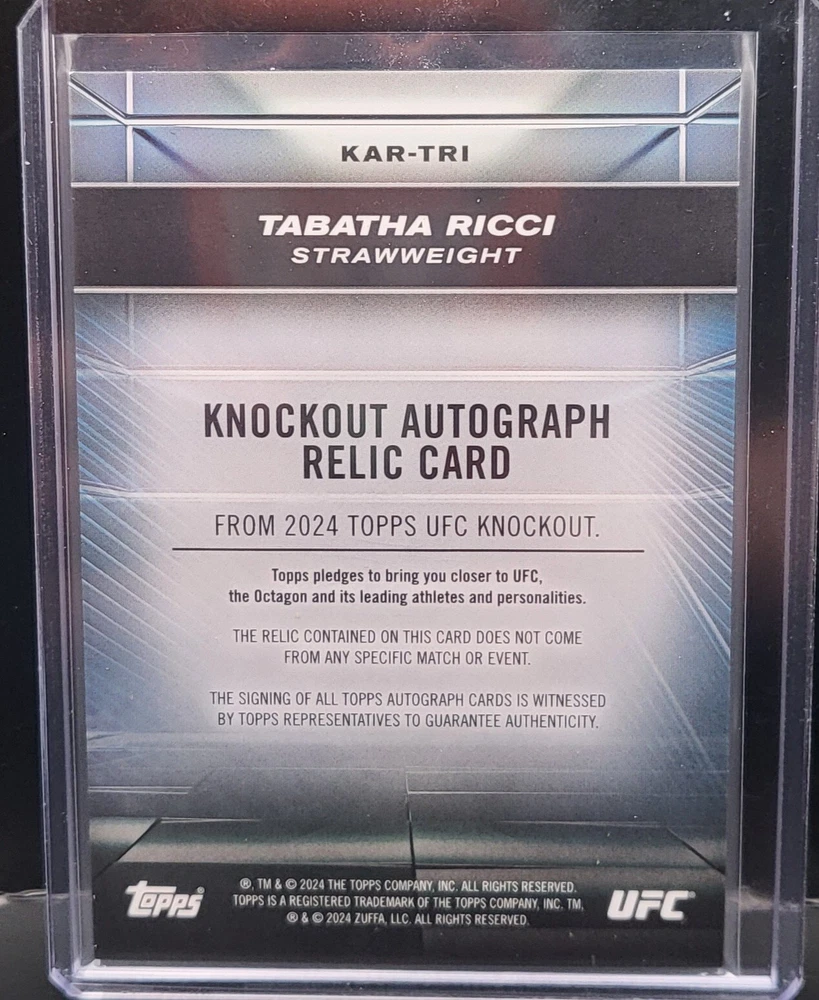 KAR-TRI
TABATHA RICCI
STRAWWEIGHT
KNOCKOUT AUTOGRAPH
RELIC CARD
FROM 2024 TOPPS UFC KNOCKOUT.
Topps pledges to bring you closer to UFC,
the Octagon and its leading athletes and personalities.
THE RELIC CONTAINED ON THIS CARD DOES NOT COME
FROM ANY SPECIFIC MATCH OR EVENT.
THE SIGNING OF ALL TOPPS AUTOGRAPH CARDS IS WITNESSED
BY TOPPS REPRESENTATIVES TO GUARANTEE AUTHENTICITY.
topps®
®, TM & © 2024 THE TOPPS COMPANY, INC. ALL RIGHTS RESERVED.
TOPPS IS A REGISTERED TRADEMARK OF THE TOPPS COMPANY, INC. TM,
® & © 2024 ZUFFA, LLC. ALL RIGHTS RESERVED.
UFC®